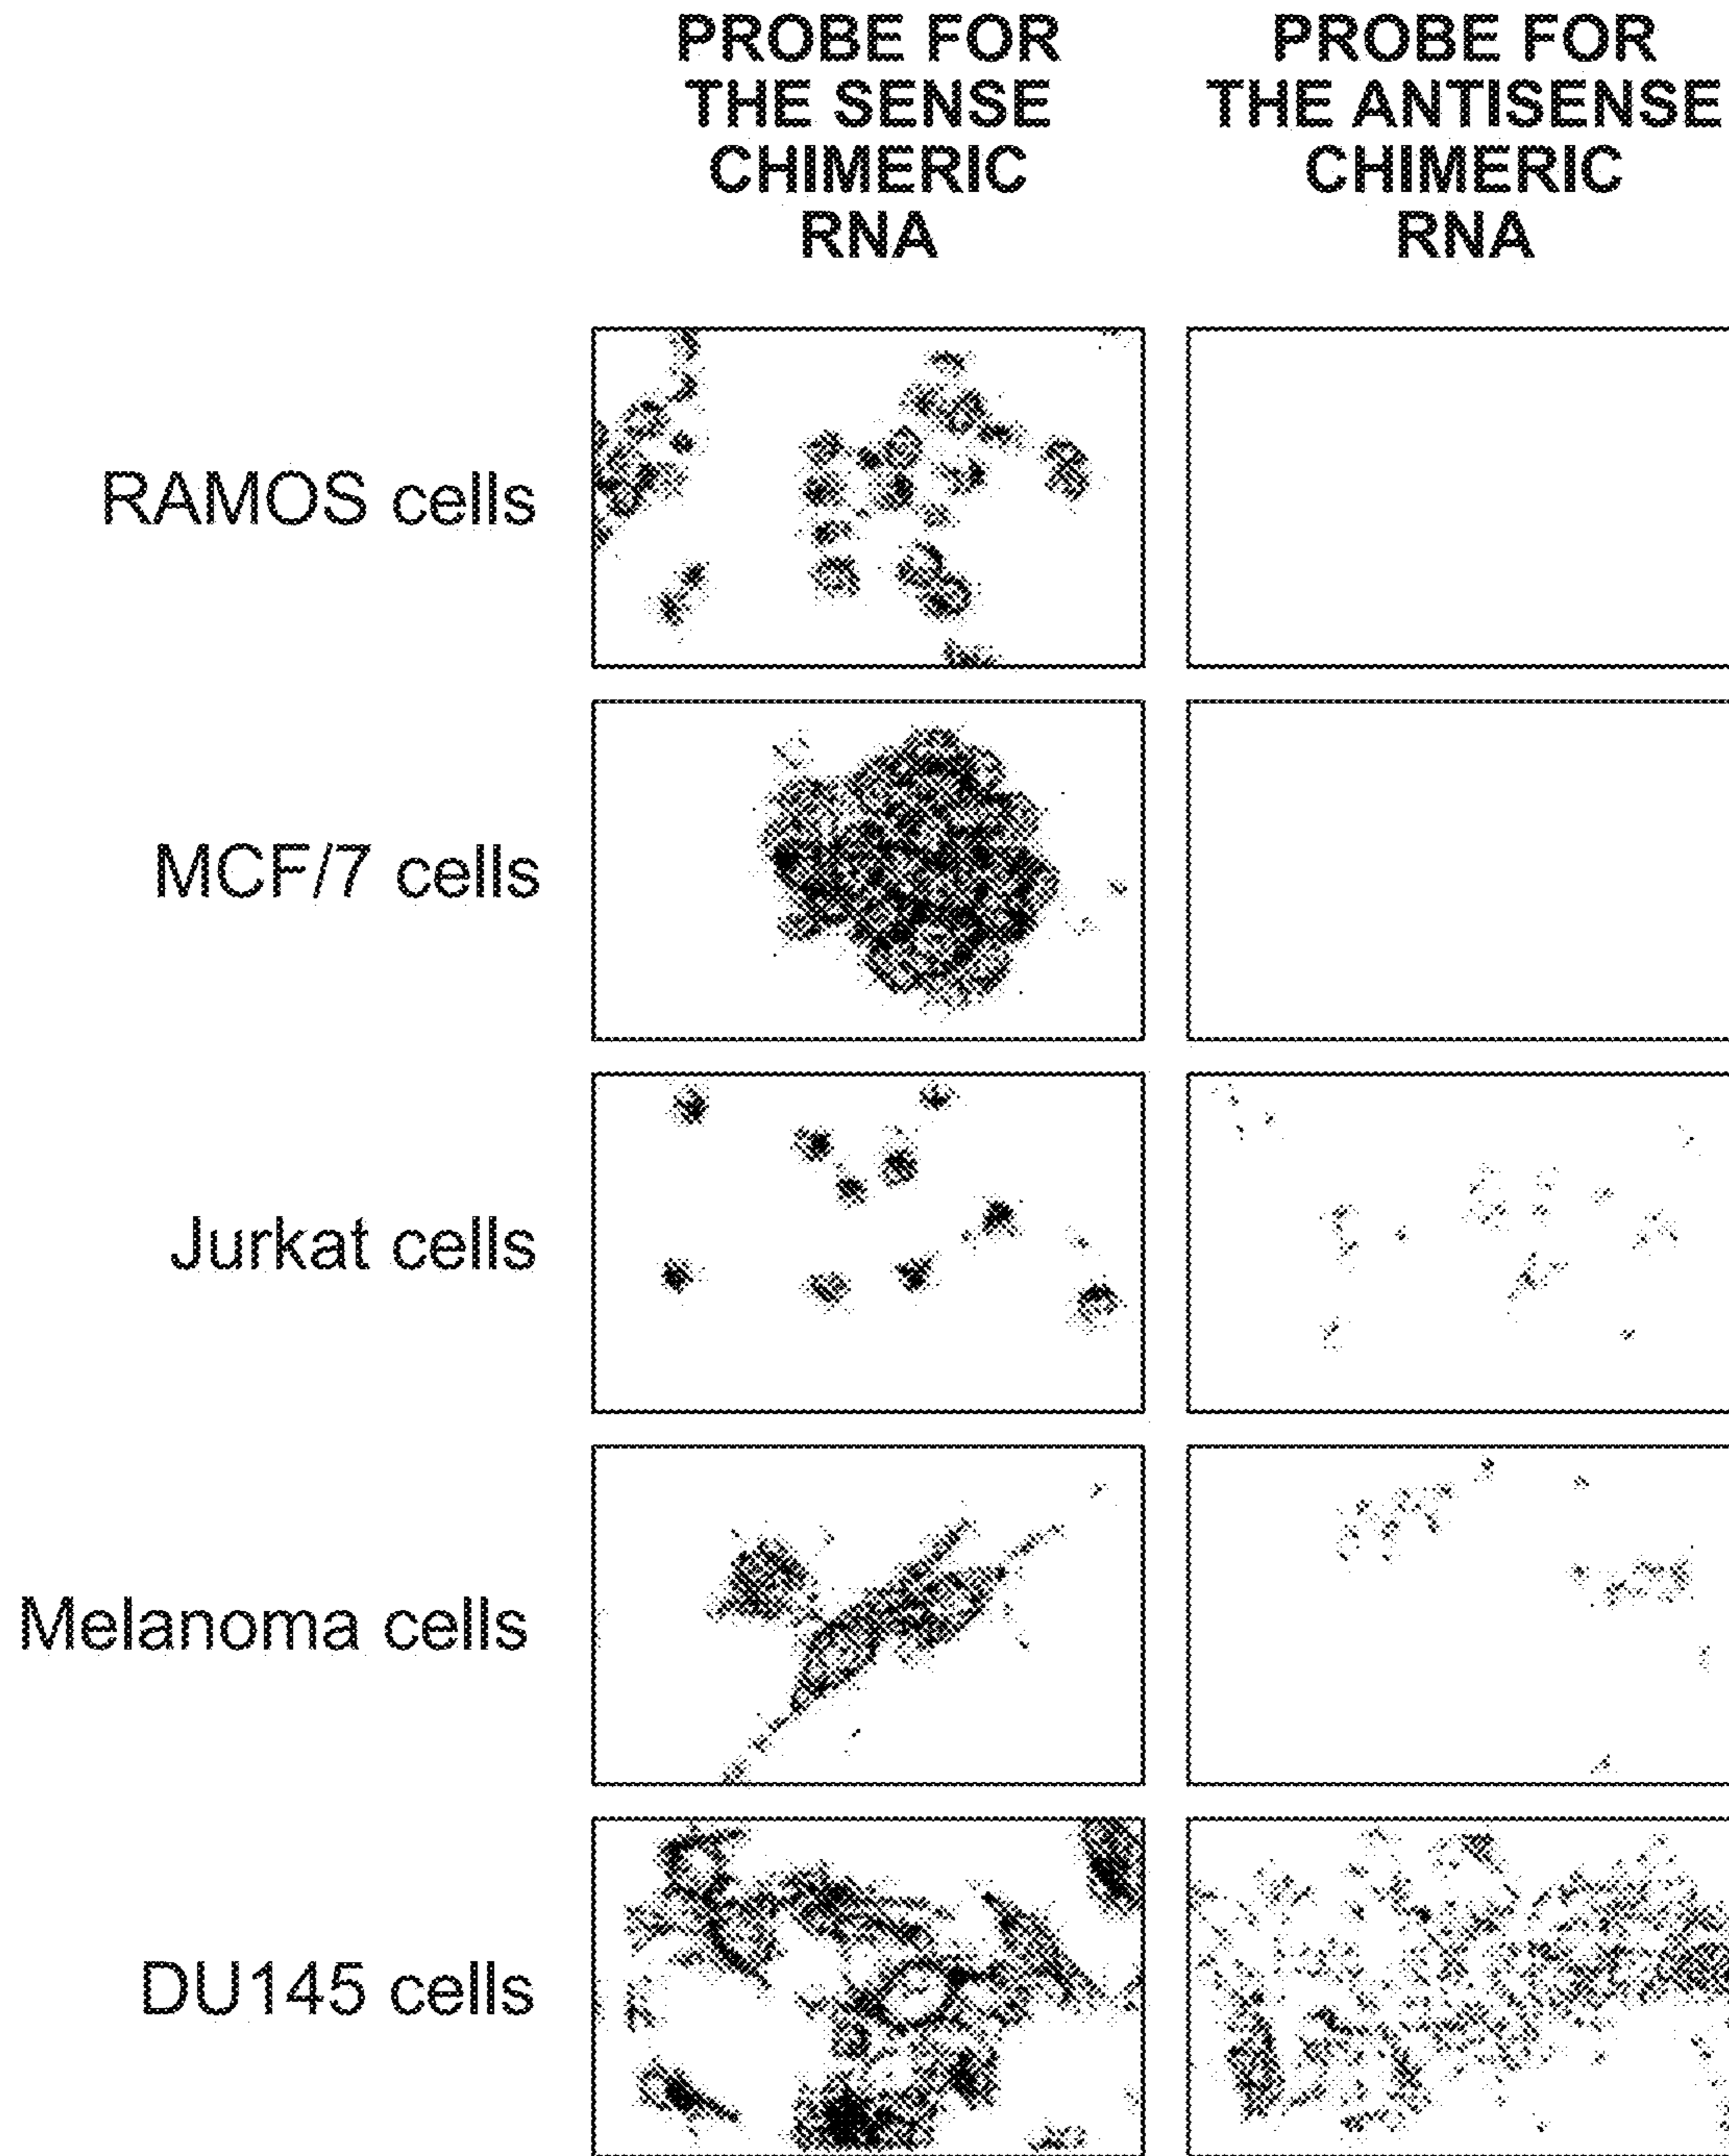 PROBE FOR
THE SENSE
CHIMERIC
RNA
PROBE FOR
THE ANTISENSE
CHIMERIC
RNA
RAMOS cells
MCF/7 cells
Jurkat cells
Melanoma cells
DU145 cells